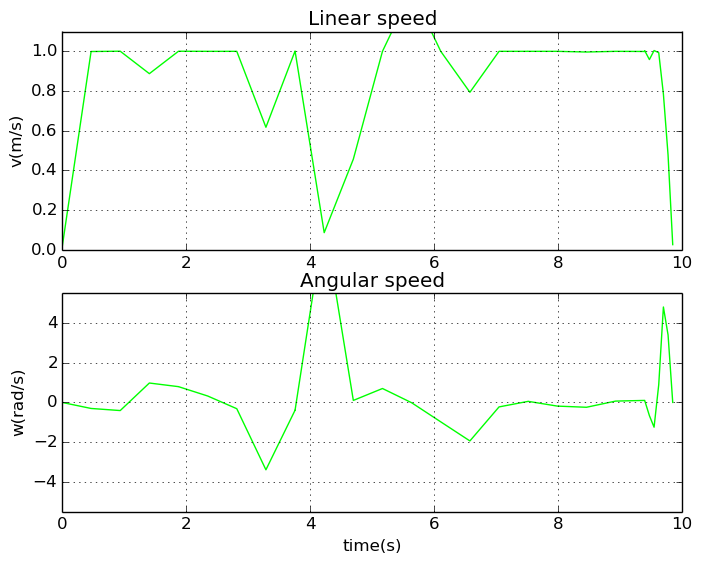 Linear speed
v(m/s)
1.0
0.8
0.6
0.4
0.2
0.0
0 2 4 6 8 10
Angular speed
w(rad/s)
4
2
0
−2
−4
0 2 4 6 8 10
time(s)